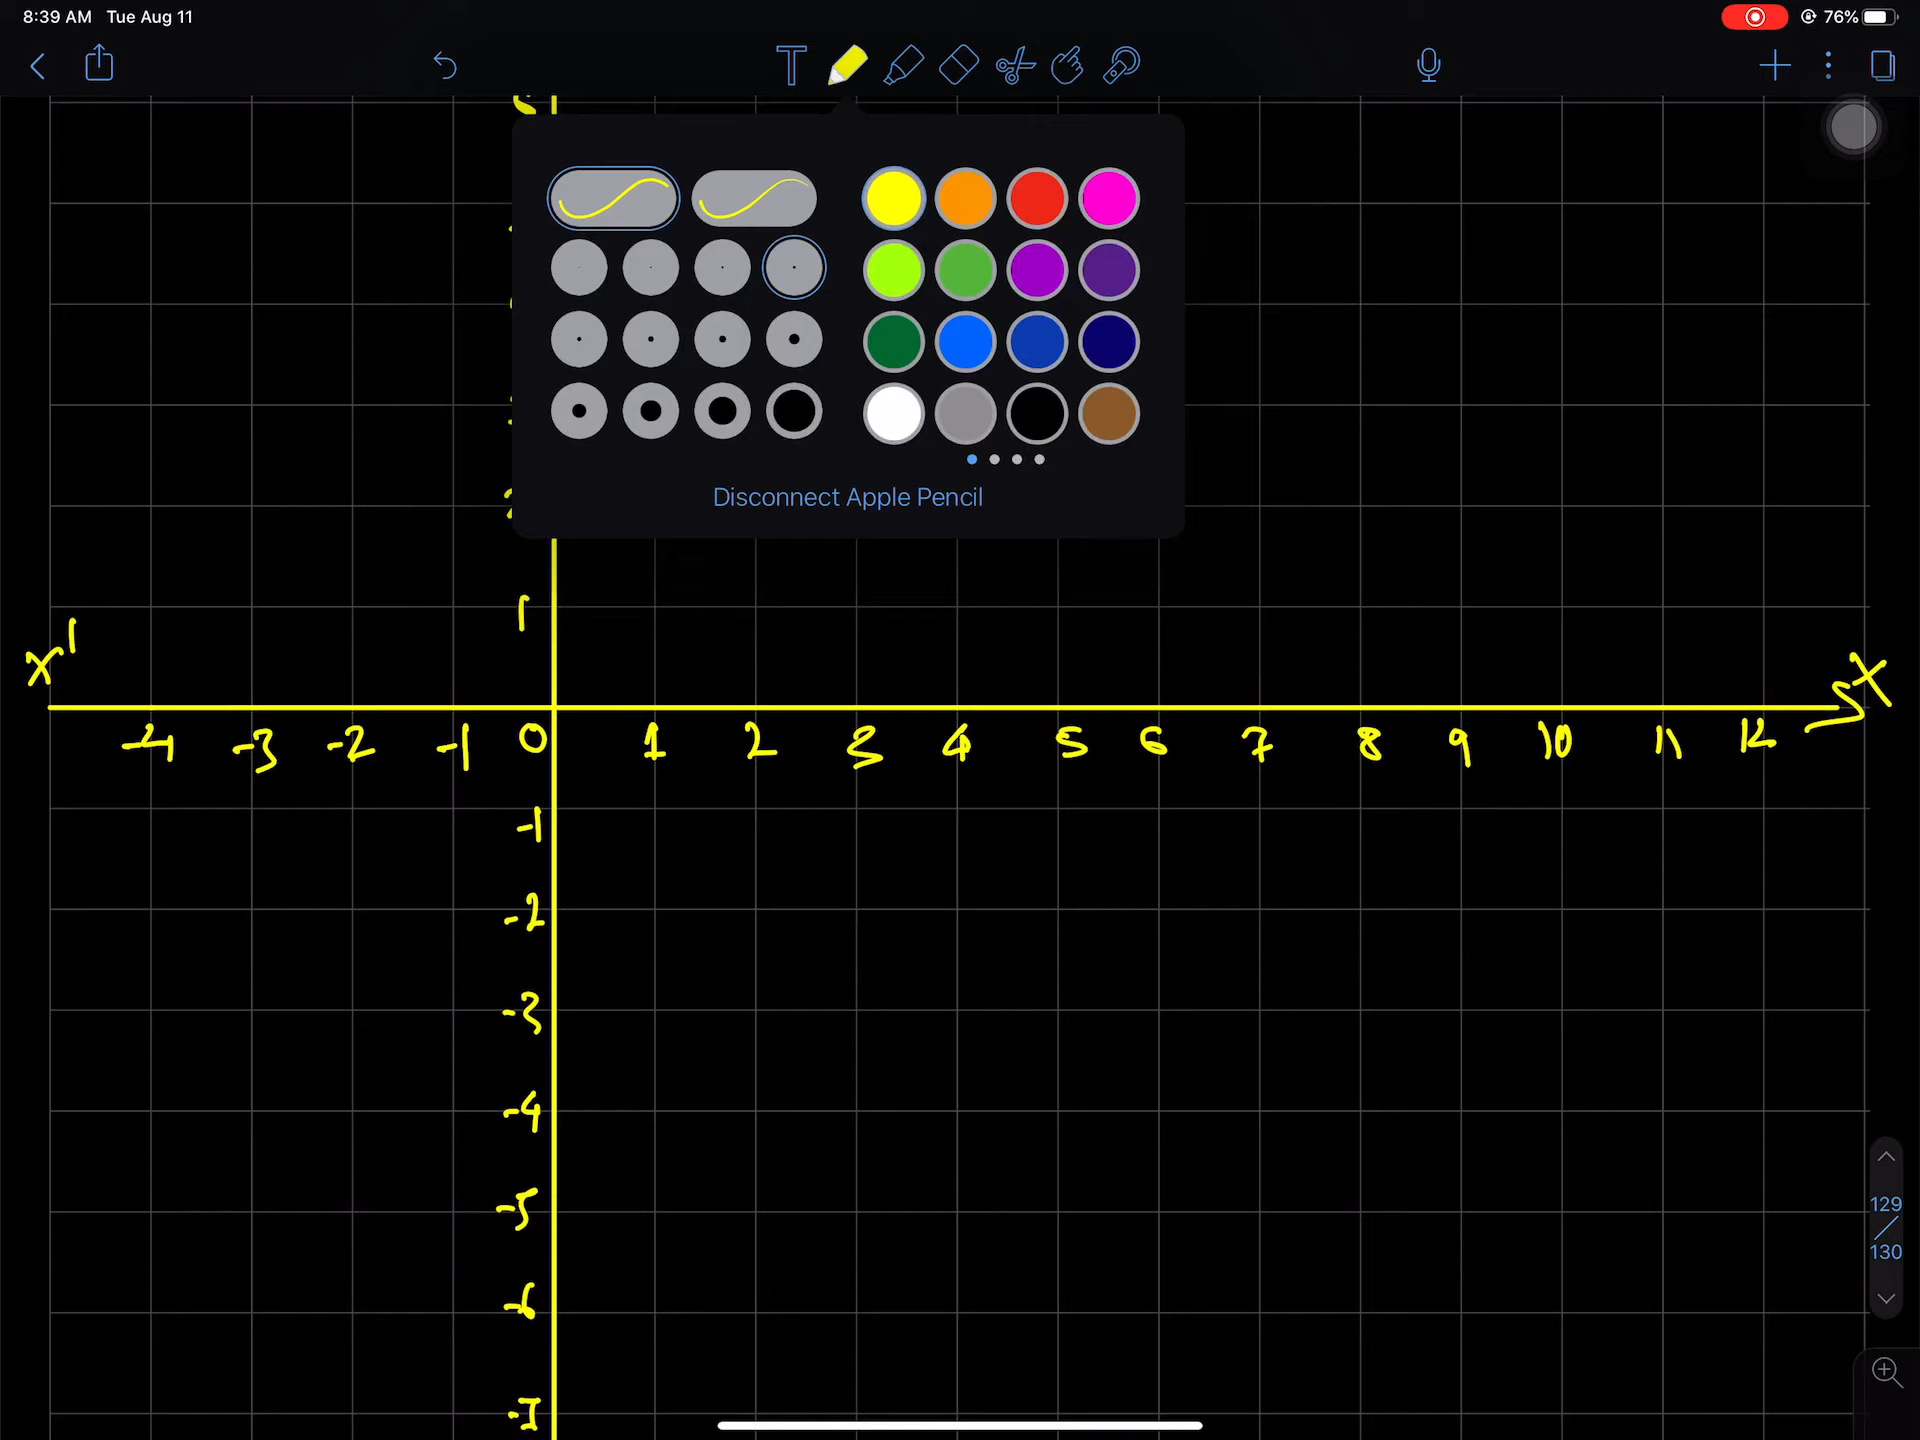 8:39 AM Tue Aug 11 76%
T
Disconnect Apple Pencil
1
x' X
-4 -3 -2 -1 0 1 2 3 4 5 6 7 8 9 10 11 12
-1
-2
-3
-4
-5
129
130
-6
-7